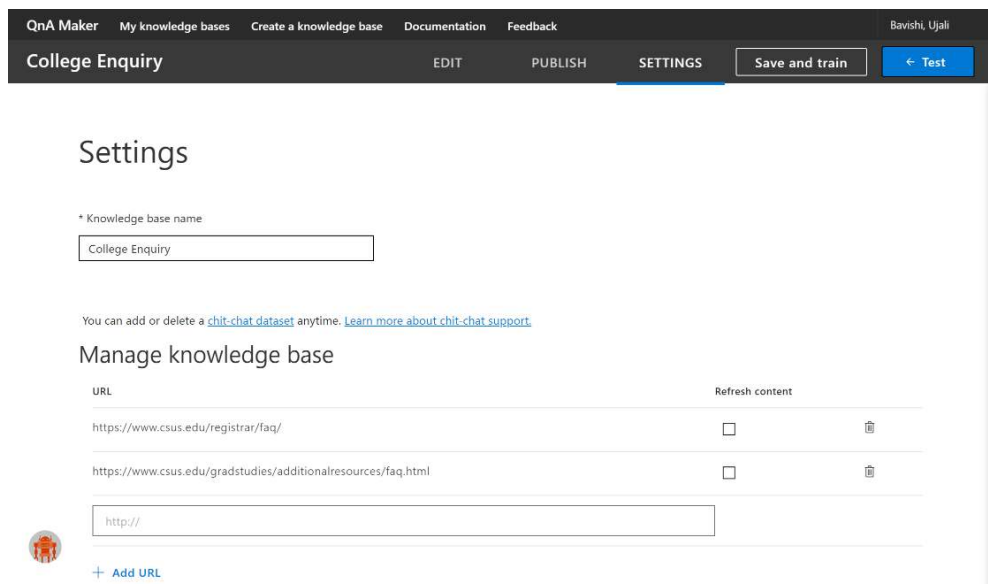 QnA Maker My knowledge bases Create a knowledge base Documentation Feedback Bavishi, Ujali
College Enquiry EDIT PUBLISH SETTINGS Save and train ← Test
Settings
* Knowledge base name
College Enquiry
You can add or delete a chit-chat dataset anytime. Learn more about chit-chat support.
Manage knowledge base
URL Refresh content
https://www.csus.edu/registrar/faq/
https://www.csus.edu/gradstudies/additionalresources/faq.html
http://
+ Add URL